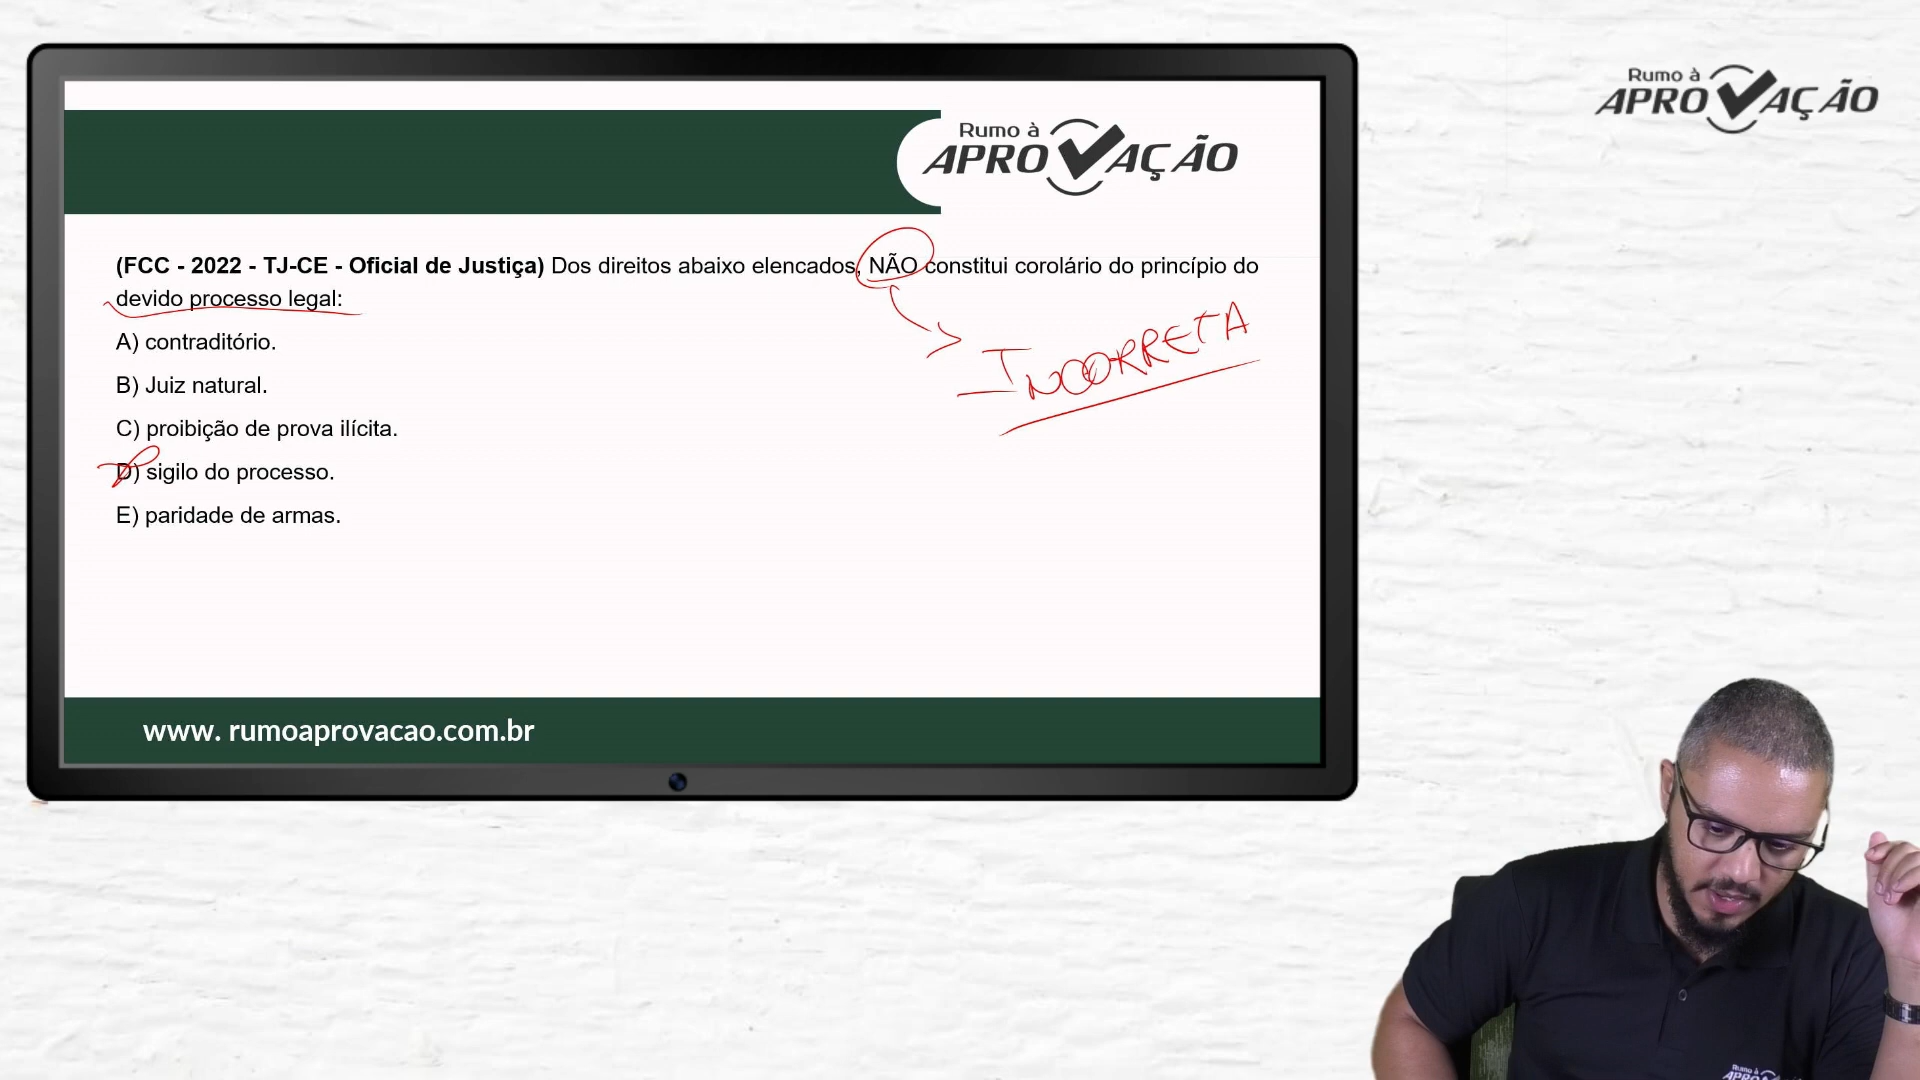 Rumo à
APROVAÇÃO
Rumo à
APROVAÇÃO
(FCC - 2022 - TJ-CE - Oficial de Justiça) Dos direitos abaixo elencados, NÃO constitui corolário do princípio do
devido processo legal:
INCORRETA
A) contraditório.
B) Juiz natural.
C) proibição de prova ilícita.
D) sigilo do processo.
E) paridade de armas.
www. rumoaprovacao.com.br
Rumo à